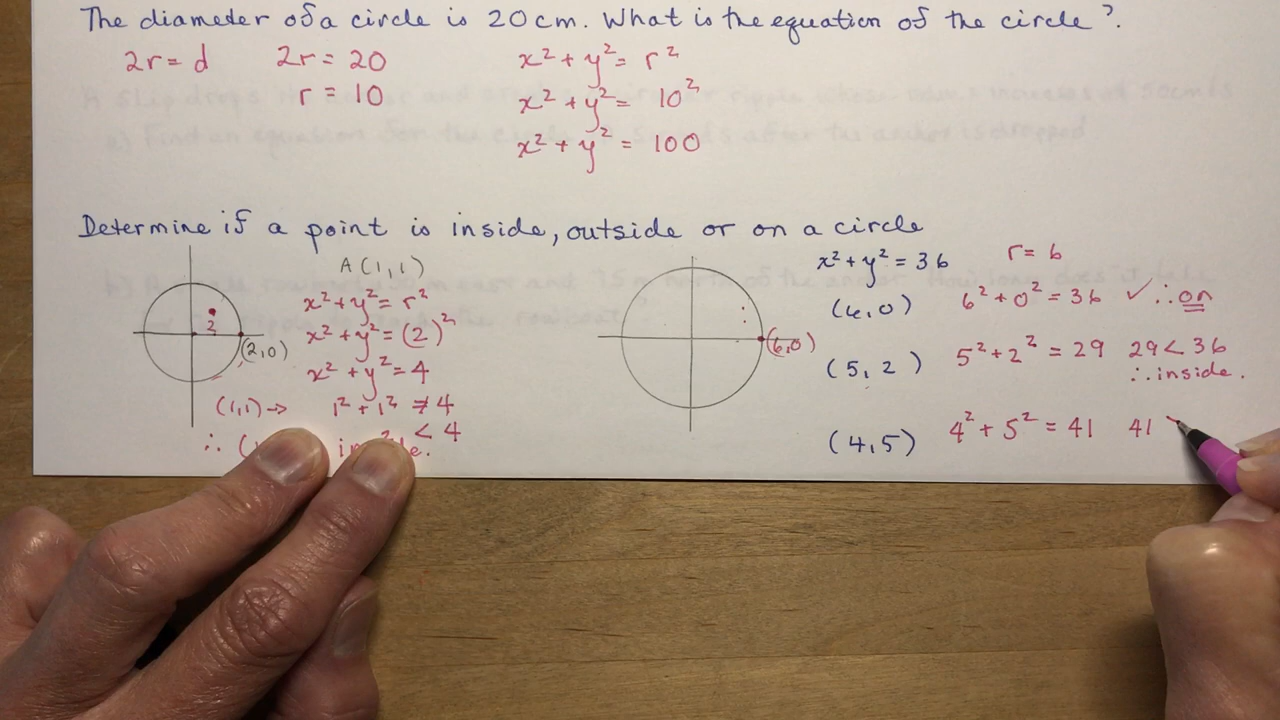 The diameter of a circle is 20 cm. What is the equation of the circle?
2r = d
2r = 20
r = 10
x² + y² = r²
x² + y² = 10²
x² + y² = 100
Determine if a point is inside, outside or on a circle
A (1,1)
2
(2,0)
x² + y² = r²
x² + y² = (2)²
x² + y² = 4
(1,1) → 1² + 1² ≠ 4
< 4
∴ (
(6,0)
x² + y² = 36
r = 6
(6,0)
6² + 0² = 36 ✓ ∴ on
(5, 2)
5² + 2² = 29
29 < 36
∴ inside.
(4,5)
4² + 5² = 41
41